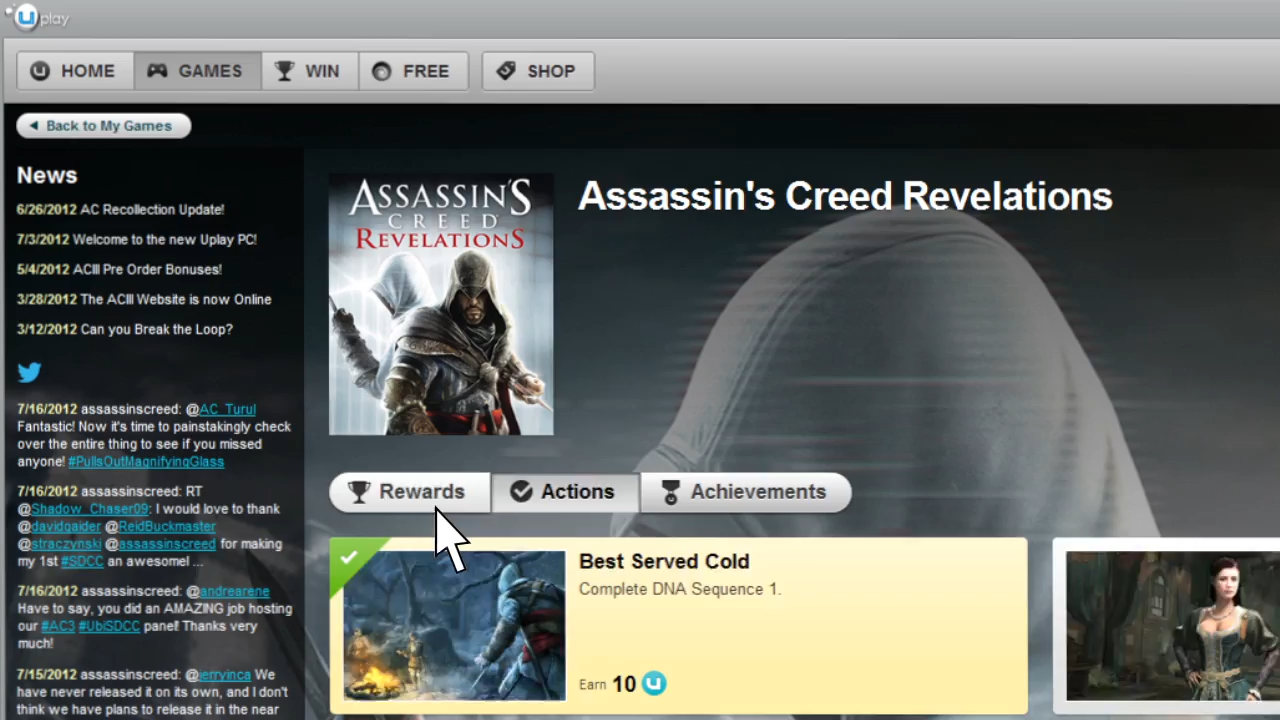 play
HOME
GAMES
WIN
FREE
SHOP
Back to My Games
News
6/26/2012 AC Recollection Update!
7/3/2012 Welcome to the new Uplay PC!
5/4/2012 ACIII Pre Order Bonuses!
3/28/2012 The ACIII Website is now Online
3/12/2012 Can you Break the Loop?
7/16/2012 assassinscreed: @AC_Turul
Fantastic! Now it's time to painstakingly check
over the entire thing to see if you missed
anyone! #PullsOutMagnifyingGlass
7/16/2012 assassinscreed: RT
@Shadow_Chaser09: I would love to thank
@davidgaider @ReidBuckmaster
@straczynski @assassinscreed for making
my 1st #SDCC an awesomel ...
7/16/2012 assassinscreed: @andrearene
Have to say, you did an AMAZING job hosting
our #AC3 #UbiSDCC panel! Thanks very
much!
7/15/2012 assassinscreed: @jerryinca We
have never released it on its own, and I don't
think we have plans to release it in the near
ASSASSIN'S
CREED
REVELATIONS
Assassin's Creed Revelations
Rewards
Actions
Achievements
Best Served Cold
Complete DNA Sequence 1.
Earn 10